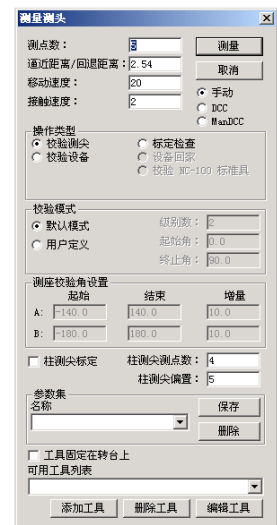 测量测头
测点数： 5 测量
逼近距离/回退距离： 2.54 取消
移动速度： 20
接触速度： 2
手动
DCC
ManDCC
操作类型
校验测尖 标定检查
校验设备 设备回家
校验 NC-100 标准具
校验模式
默认模式 级别数： 2
用户定义 起始角： 0.0
终止角： 90.0
测座校验角设置
起始 结束 增量
A: -140.0 140.0 10.0
B: -180.0 180.0 10.0
柱测尖标定 柱测尖测点数： 4
柱测尖偏置： 5
参数集
名称 保存
删除
工具固定在转台上
可用工具列表
添加工具 删除工具 编辑工具